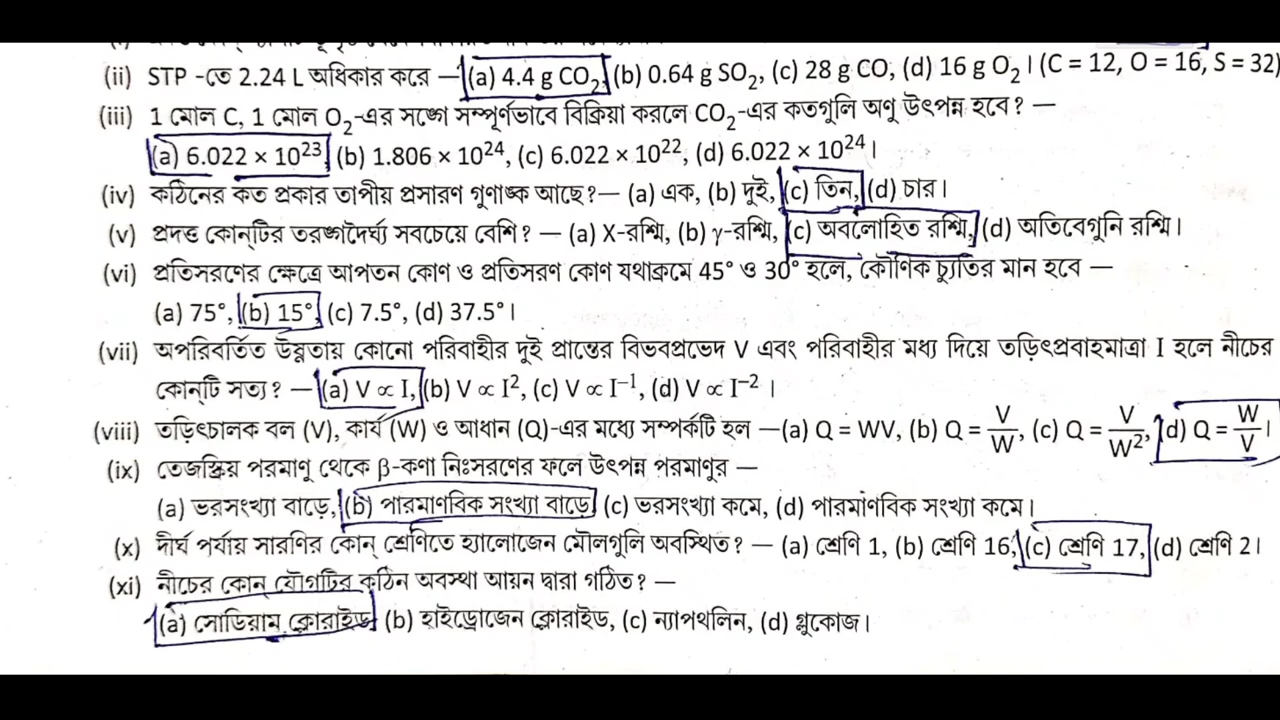 (ii) STP -তে 2.24 L অধিকার করে — (a) 4.4 g CO₂, (b) 0.64 g SO₂, (c) 28 g CO, (d) 16 g O₂। (C = 12, O = 16, S = 32)
(iii) 1 মোল C, 1 মোল O₂-এর সঙ্গে সম্পূর্ণভাবে বিক্রিয়া করলে CO₂-এর কতগুলি অণু উৎপন্ন হবে? —
(a) 6.022 × 10²³, (b) 1.806 × 10²⁴, (c) 6.022 × 10²², (d) 6.022 × 10²⁴।
(iv) কঠিনের কত প্রকার তাপীয় প্রসারণ গুণাঙ্ক আছে?— (a) এক, (b) দুই, (c) তিন, (d) চার।
(v) প্রদত্ত কোন্‌টির তরঙ্গদৈর্ঘ্য সবচেয়ে বেশি? — (a) X-রশ্মি, (b) γ-রশ্মি, (c) অবলোহিত রশ্মি, (d) অতিবেগুনি রশ্মি।
(vi) প্রতিসরণের ক্ষেত্রে আপতন কোণ ও প্রতিসরণ কোণ যথাক্রমে 45° ও 30° হলে, কৌণিক চ্যুতির মান হবে —
(a) 75°, (b) 15°, (c) 7.5°, (d) 37.5°।
(vii) অপরিবর্তিত উষ্ণতায় কোনো পরিবাহীর দুই প্রান্তের বিভবপ্রভেদ V এবং পরিবাহীর মধ্য দিয়ে তড়িৎপ্রবাহমাত্রা I হলে নীচের
কোন্‌টি সত্য? — (a) V ∝ I, (b) V ∝ I², (c) V ∝ I⁻¹, (d) V ∝ I⁻²।
(viii) তড়িৎচালক বল (V), কার্য (W) ও আধান (Q)-এর মধ্যে সম্পর্কটি হল —(a) Q = WV, (b) Q = V/W, (c) Q = V/W², (d) Q = W/V।
(ix) তেজস্ক্রিয় পরমাণু থেকে β-কণা নিঃসরণের ফলে উৎপন্ন পরমাণুর —
(a) ভরসংখ্যা বাড়ে, (b) পারমাণবিক সংখ্যা বাড়ে, (c) ভরসংখ্যা কমে, (d) পারমাণবিক সংখ্যা কমে।
(x) দীর্ঘ পর্যায় সারণির কোন্ শ্রেণিতে হ্যালোজেন মৌলগুলি অবস্থিত? — (a) শ্রেণি 1, (b) শ্রেণি 16, (c) শ্রেণি 17, (d) শ্রেণি 2।
(xi) নীচের কোন যৌগটির কঠিন অবস্থা আয়ন দ্বারা গঠিত? —
(a) সোডিয়াম ক্লোরাইড, (b) হাইড্রোজেন ক্লোরাইড, (c) ন্যাপথলিন, (d) গ্লুকোজ।